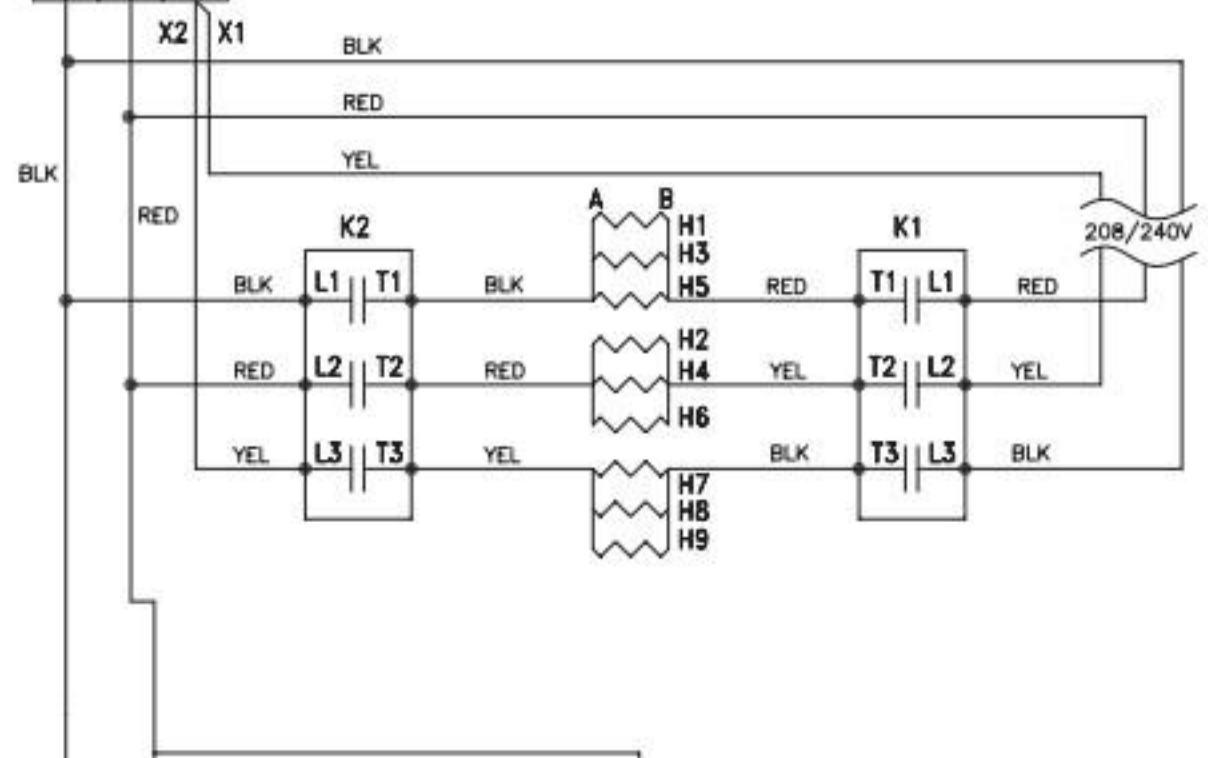 X2 X1
BLK
RED
YEL
BLK
RED
A B
H1
H3
H5
H2
H4
H6
H7
H8
H9
K2
K1
208/240V
BLK L1 T1 BLK RED T1 L1 RED
RED L2 T2 RED YEL T2 L2 YEL
YEL L3 T3 YEL BLK T3 L3 BLK